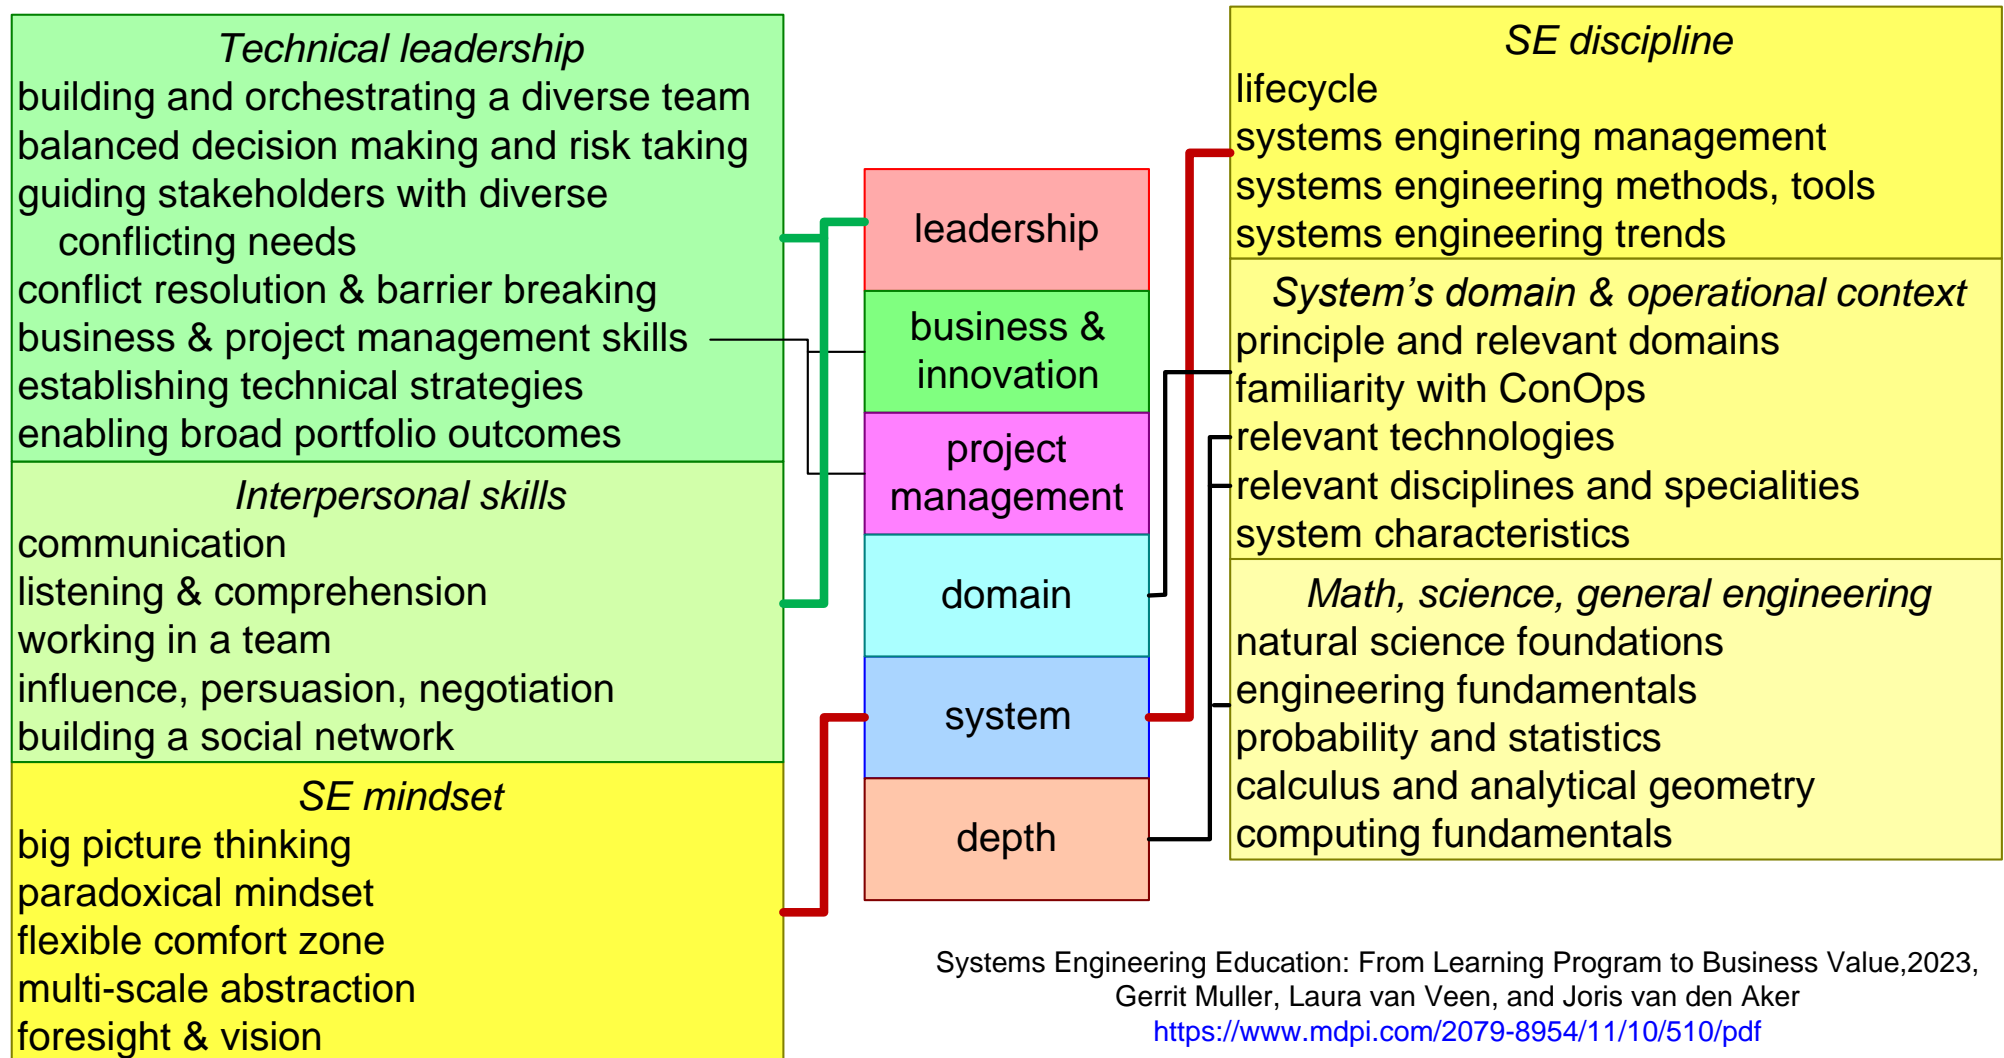 Technical leadership
building and orchestrating a diverse team
balanced decision making and risk taking
guiding stakeholders with diverse
conflicting needs
conflict resolution & barrier breaking
business & project management skills
establishing technical strategies
enabling broad portfolio outcomes
Interpersonal skills
communication
listening & comprehension
working in a team
influence, persuasion, negotiation
building a social network
SE mindset
big picture thinking
paradoxical mindset
flexible comfort zone
multi-scale abstraction
foresight & vision
leadership
business &
innovation
project
management
domain
system
depth
SE discipline
lifecycle
systems enginering management
systems engineering methods, tools
systems engineering trends
System's domain & operational context
principle and relevant domains
familiarity with ConOps
relevant technologies
relevant disciplines and specialities
system characteristics
Math, science, general engineering
natural science foundations
engineering fundamentals
probability and statistics
calculus and analytical geometry
computing fundamentals
Systems Engineering Education: From Learning Program to Business Value,2023,
Gerrit Muller, Laura van Veen, and Joris van den Aker
https://www.mdpi.com/2079-8954/11/10/510/pdf